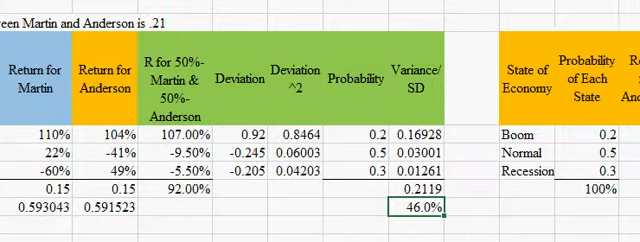 een Martin and Anderson is .21
Return for Martin Return for Anderson R for 50%- Martin & 50%- Anderson Deviation Deviation ^2 Probability Variance/ SD State of Economy Probability of Each State
110% 104% 107.00% 0.92 0.8464 0.2 0.16928 Boom 0.2
22% -41% -9.50% -0.245 0.06003 0.5 0.03001 Normal 0.5
-60% 49% -5.50% -0.205 0.04203 0.3 0.01261 Recession 0.3
0.15 0.15 92.00% 0.2119 100%
0.593043 0.591523 46.0%